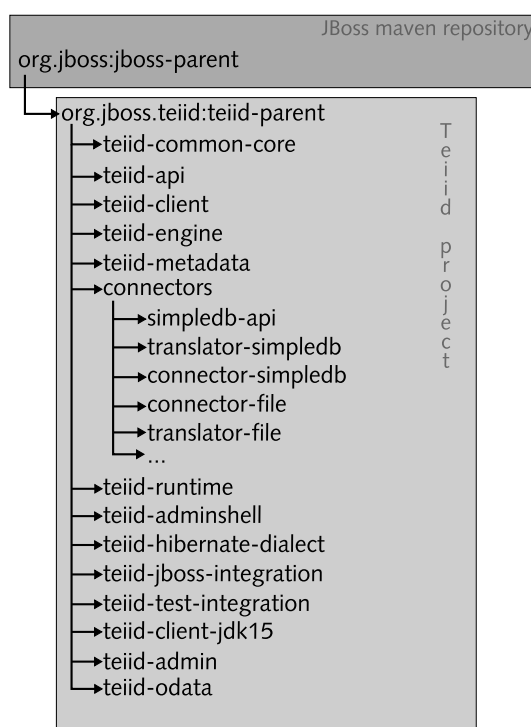 JBoss maven repository
org.jboss:jboss-parent
org.jboss.teiid:teiid-parent
Teiid project
teiid-common-core
teiid-api
teiid-client
teiid-engine
teiid-metadata
connectors
simpledb-api
translator-simpledb
connector-simpledb
connector-file
translator-file
...
teiid-runtime
teiid-adminshell
teiid-hibernate-dialect
teiid-jboss-integration
teiid-test-integration
teiid-client-jdk15
teiid-admin
teiid-odata